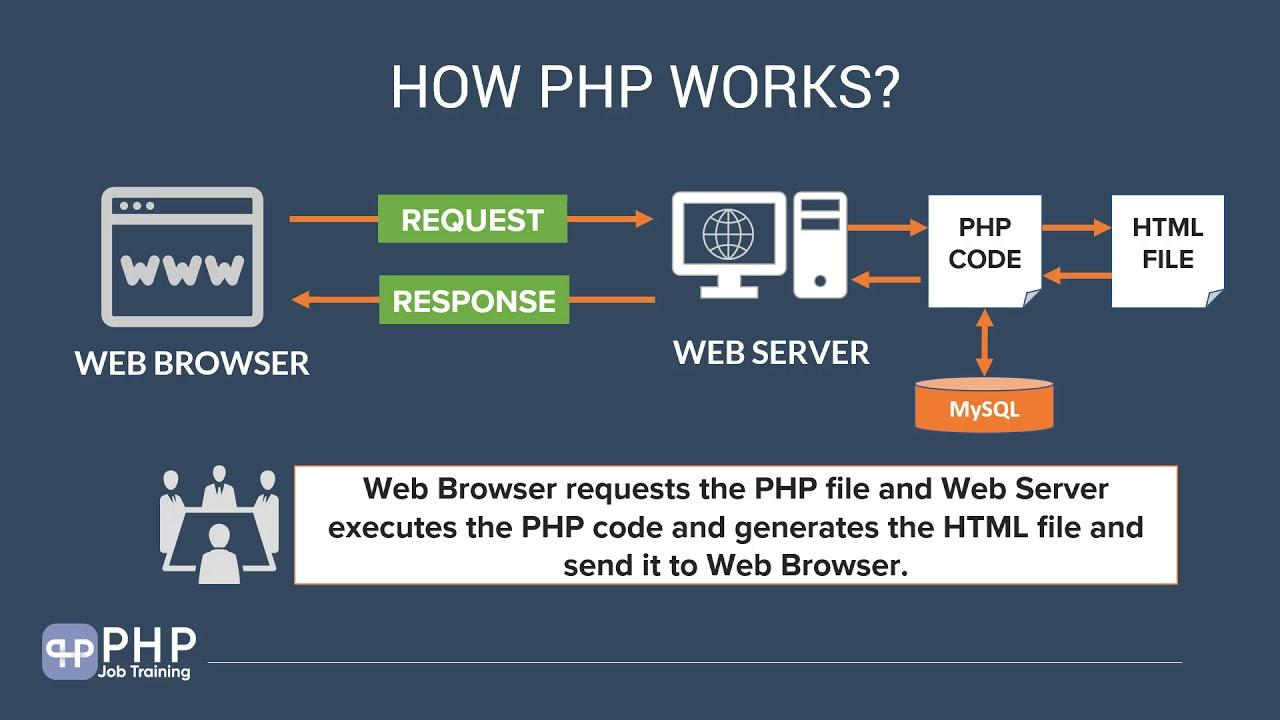 HOW PHP WORKS?
www
REQUEST
RESPONSE
WEB BROWSER
WEB SERVER
PHP
CODE
HTML
FILE
MySQL
Web Browser requests the PHP file and Web Server
executes the PHP code and generates the HTML file and
send it to Web Browser.
php
PHP
Job Training